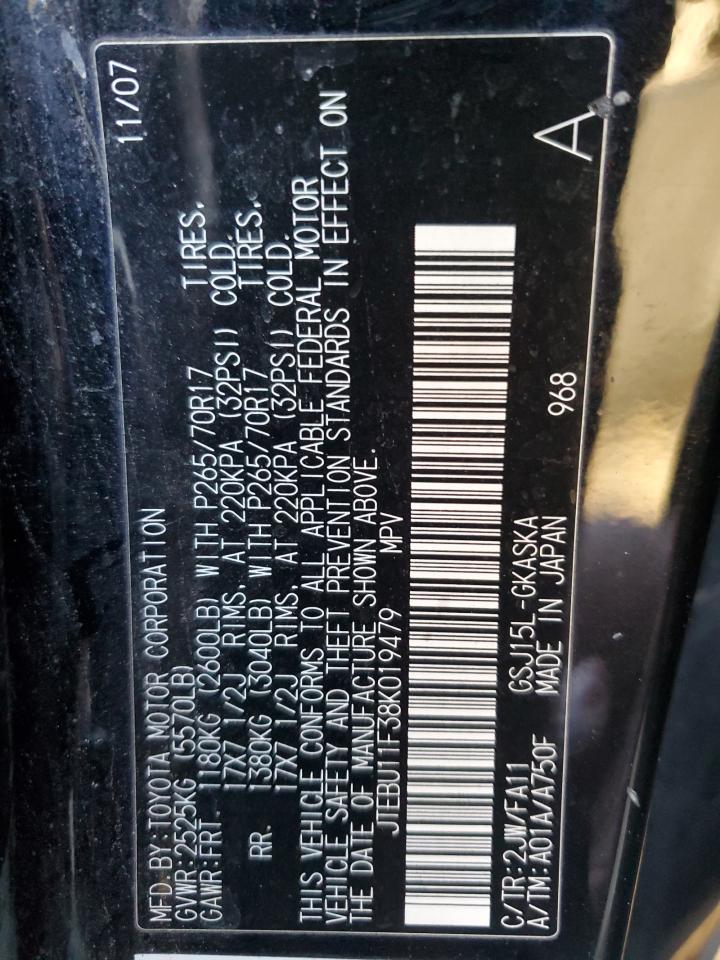 MFD.BY:TOYOTA MOTOR CORPORATION 11/07
GVWR:2525KG (5570LB)
GAWR:FRT. 1180KG (2600LB) WITH P265/70R17 TIRES,
17X7 1/2J RIMS, AT 220KPA (32PSI) COLD.
RR. 1380KG (3040LB) WITH P265/70R17 TIRES,
17X7 1/2J RIMS, AT 220KPA (32PSI) COLD.
THIS VEHICLE CONFORMS TO ALL APPLICABLE FEDERAL MOTOR
VEHICLE SAFETY AND THEFT PREVENTION STANDARDS IN EFFECT ON
THE DATE OF MANUFACTURE SHOWN ABOVE.
JTEBU11F38K019479 MPV
C/TR:2JW/FA11 GSJ15L-GKASKA
A/TM:A01A/A750F MADE IN JAPAN 968 A